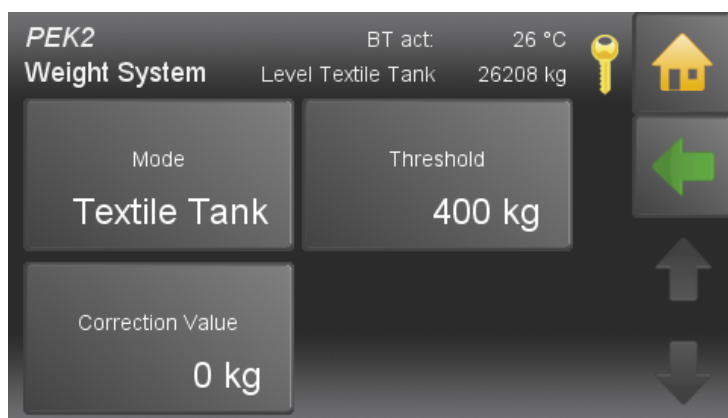 PEK2 BT act: 26 °C
Weight System Level Textile Tank 26208 kg
Mode
Textile Tank
Threshold
400 kg
Correction Value
0 kg